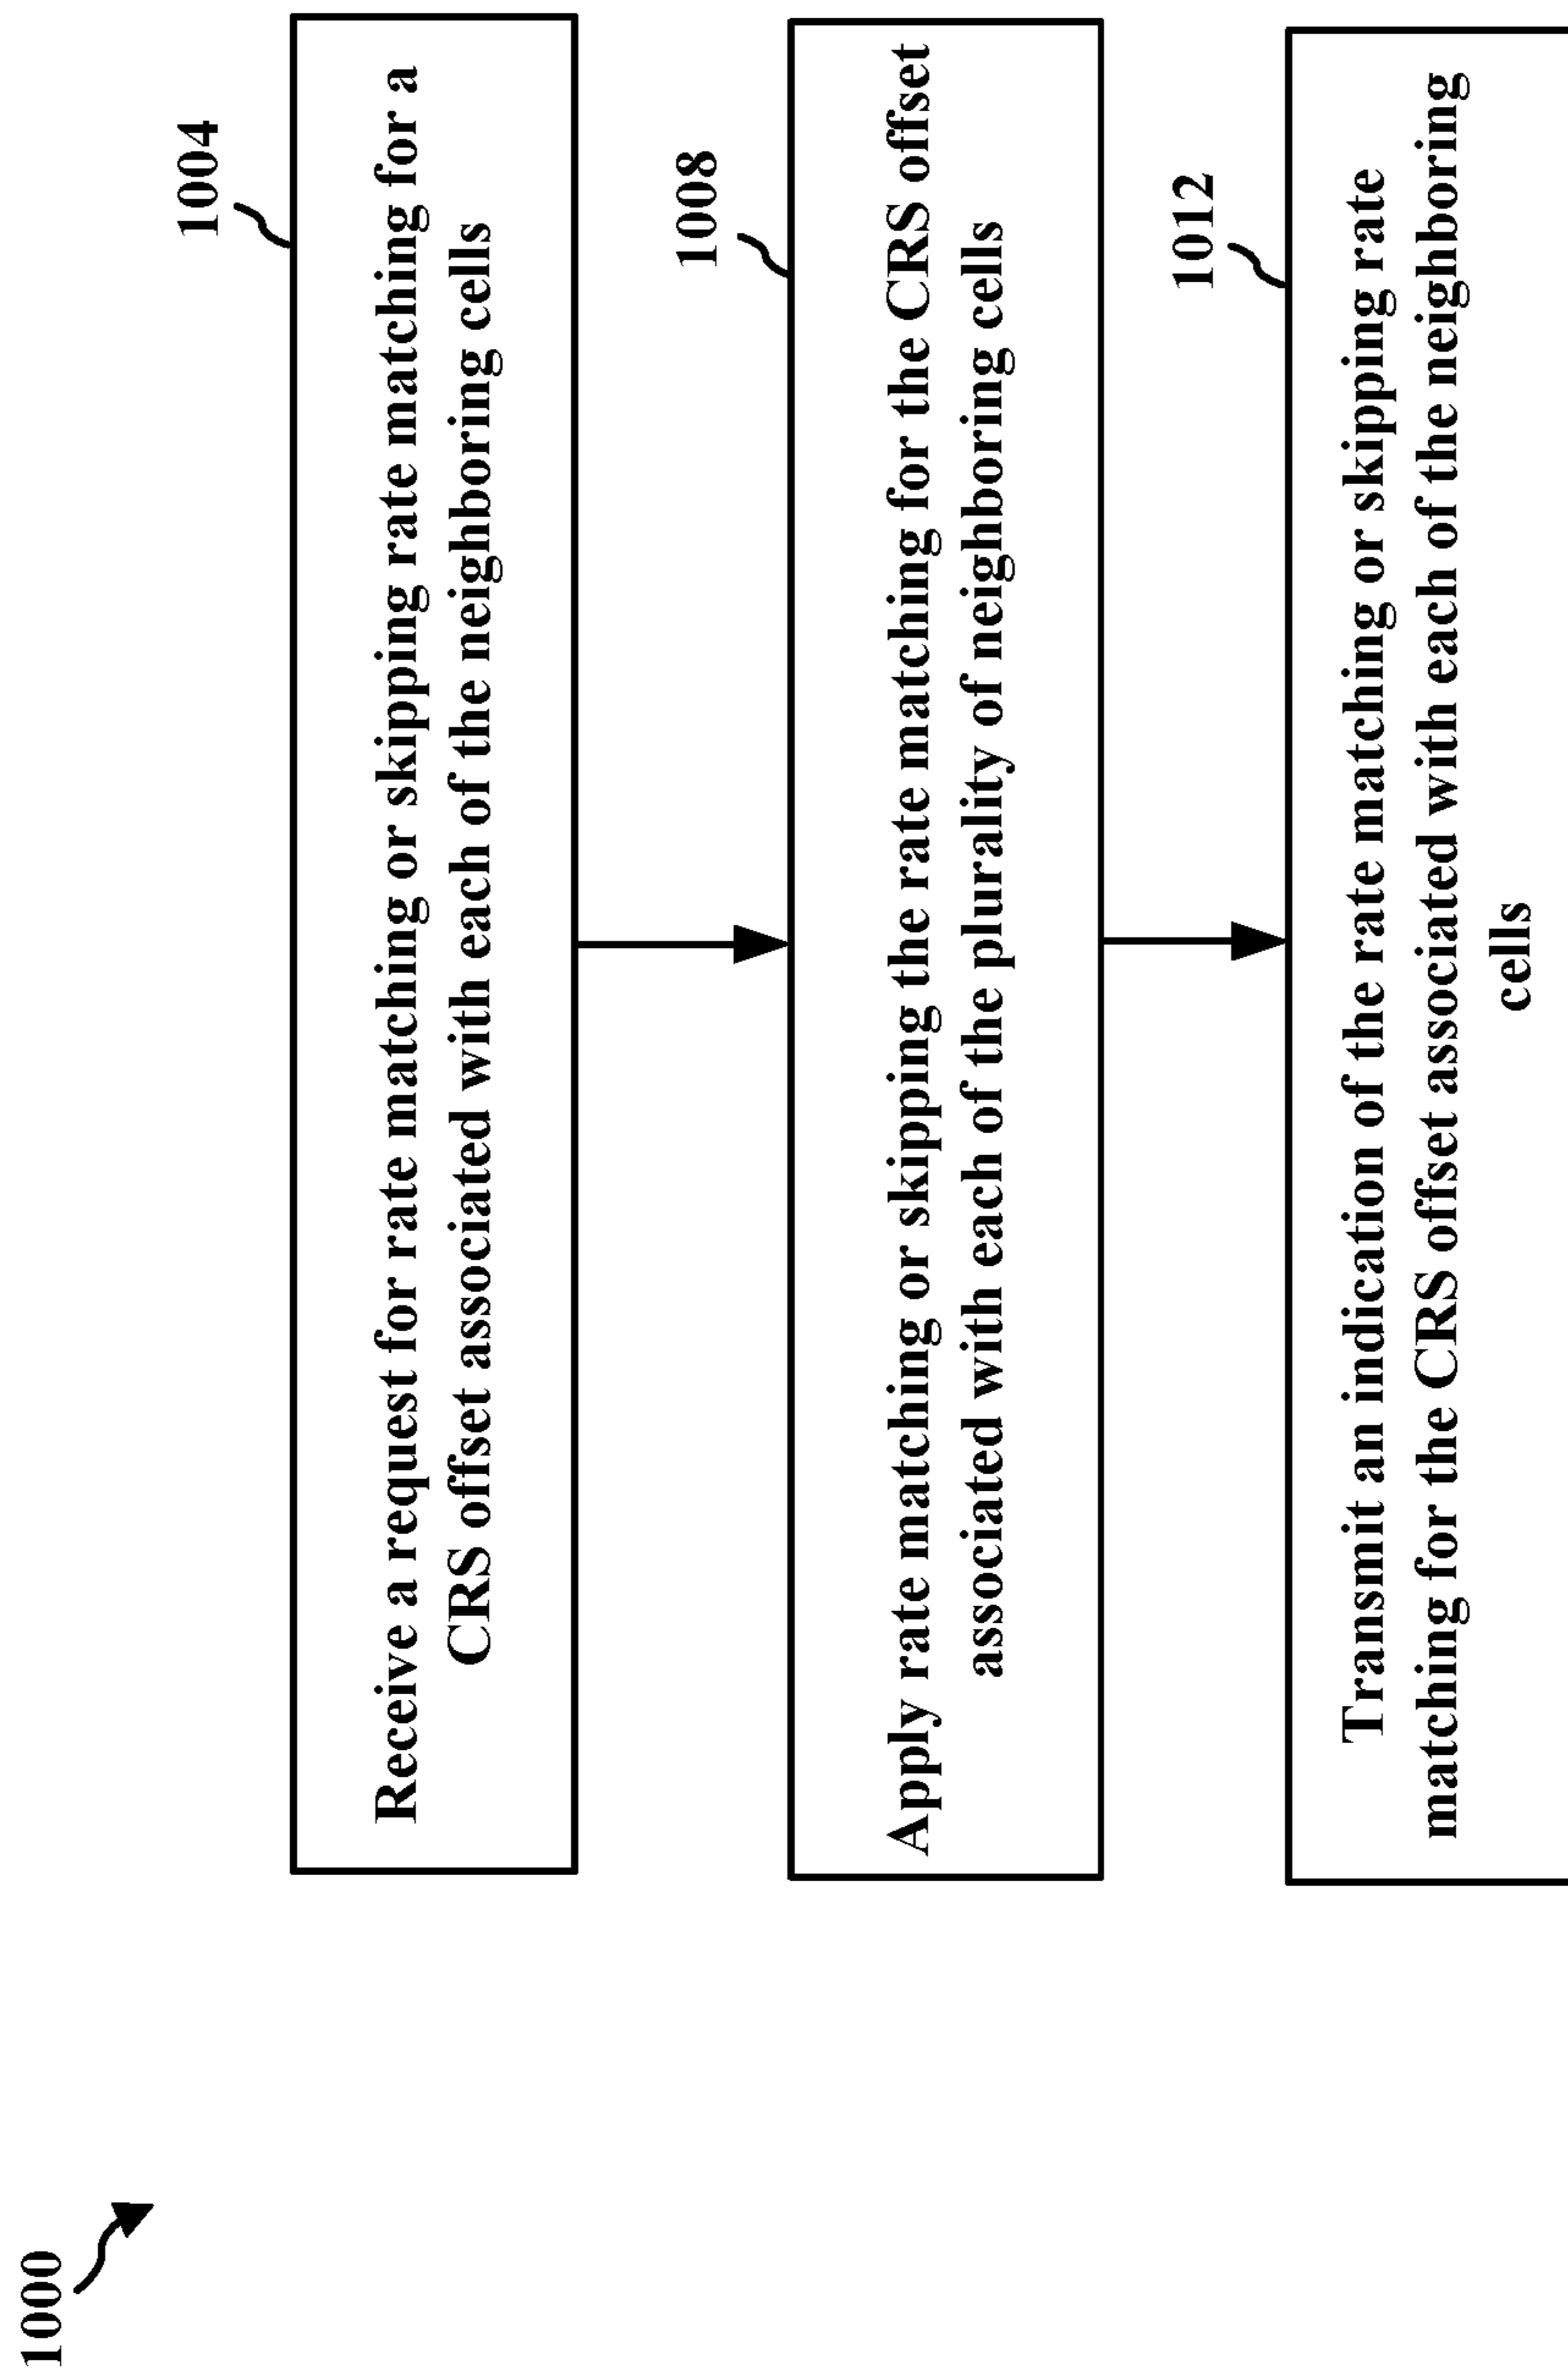 1000
1004
Receive a request for rate matching or skipping rate matching for a
CRS offset associated with each of the neighboring cells
1008
Apply rate matching or skipping the rate matching for the CRS offset
associated with each of the plurality of neighboring cells
1012
Transmit an indication of the rate matching or skipping rate
matching for the CRS offset associated with each of the neighboring
cells